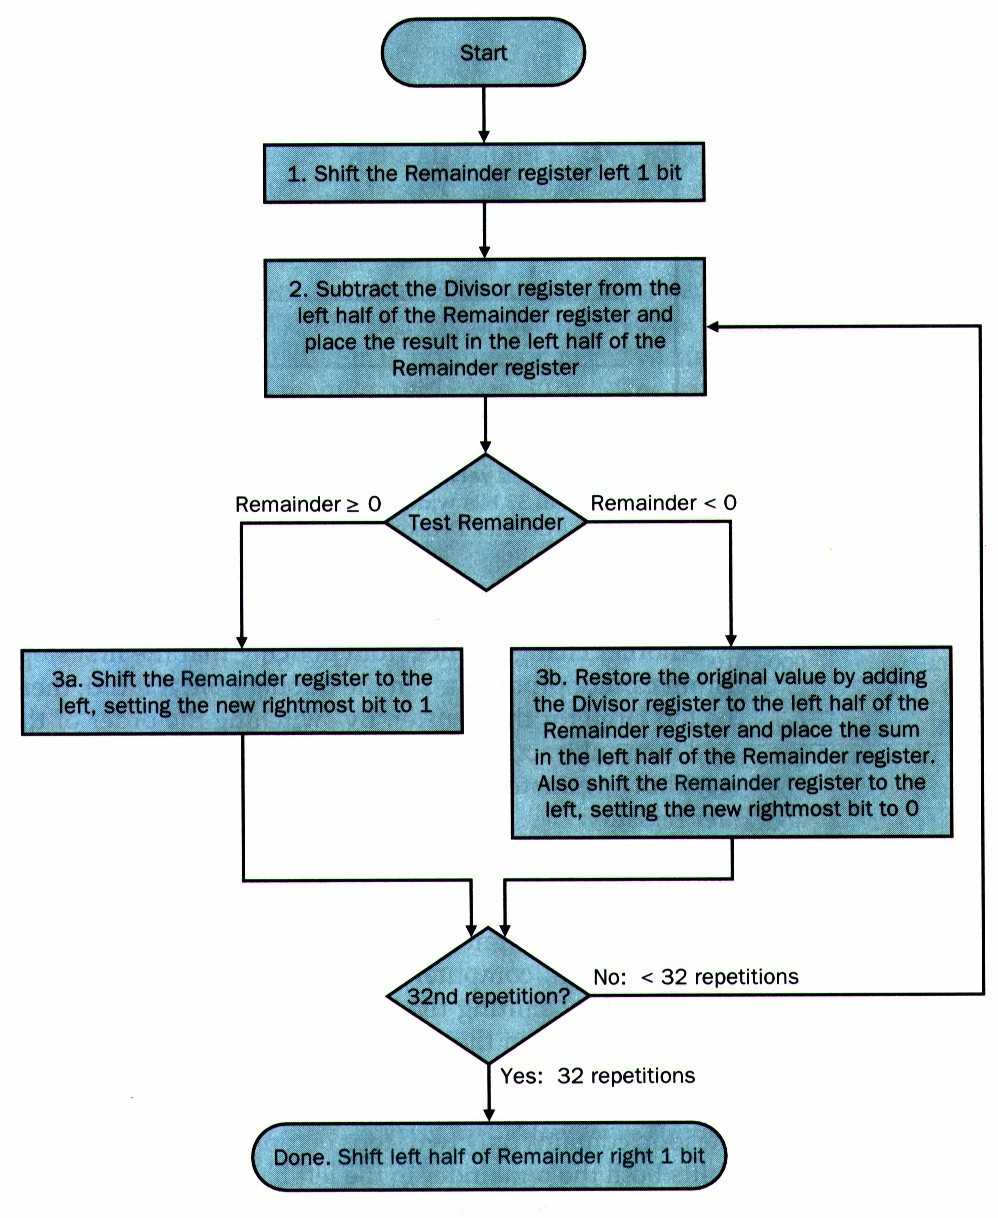 Start
1. Shift the Remainder register left 1 bit
2. Subtract the Divisor register from the
left half of the Remainder register and
place the result in the left half of the
Remainder register
Remainder ≥ 0
Remainder < 0
Test Remainder
3a. Shift the Remainder register to the
left, setting the new rightmost bit to 1
3b. Restore the original value by adding
the Divisor register to the left half of the
Remainder register and place the sum
in the left half of the Remainder register.
Also shift the Remainder register to the
left, setting the new rightmost bit to 0
32nd repetition?
No: < 32 repetitions
Yes: 32 repetitions
Done. Shift left half of Remainder right 1 bit